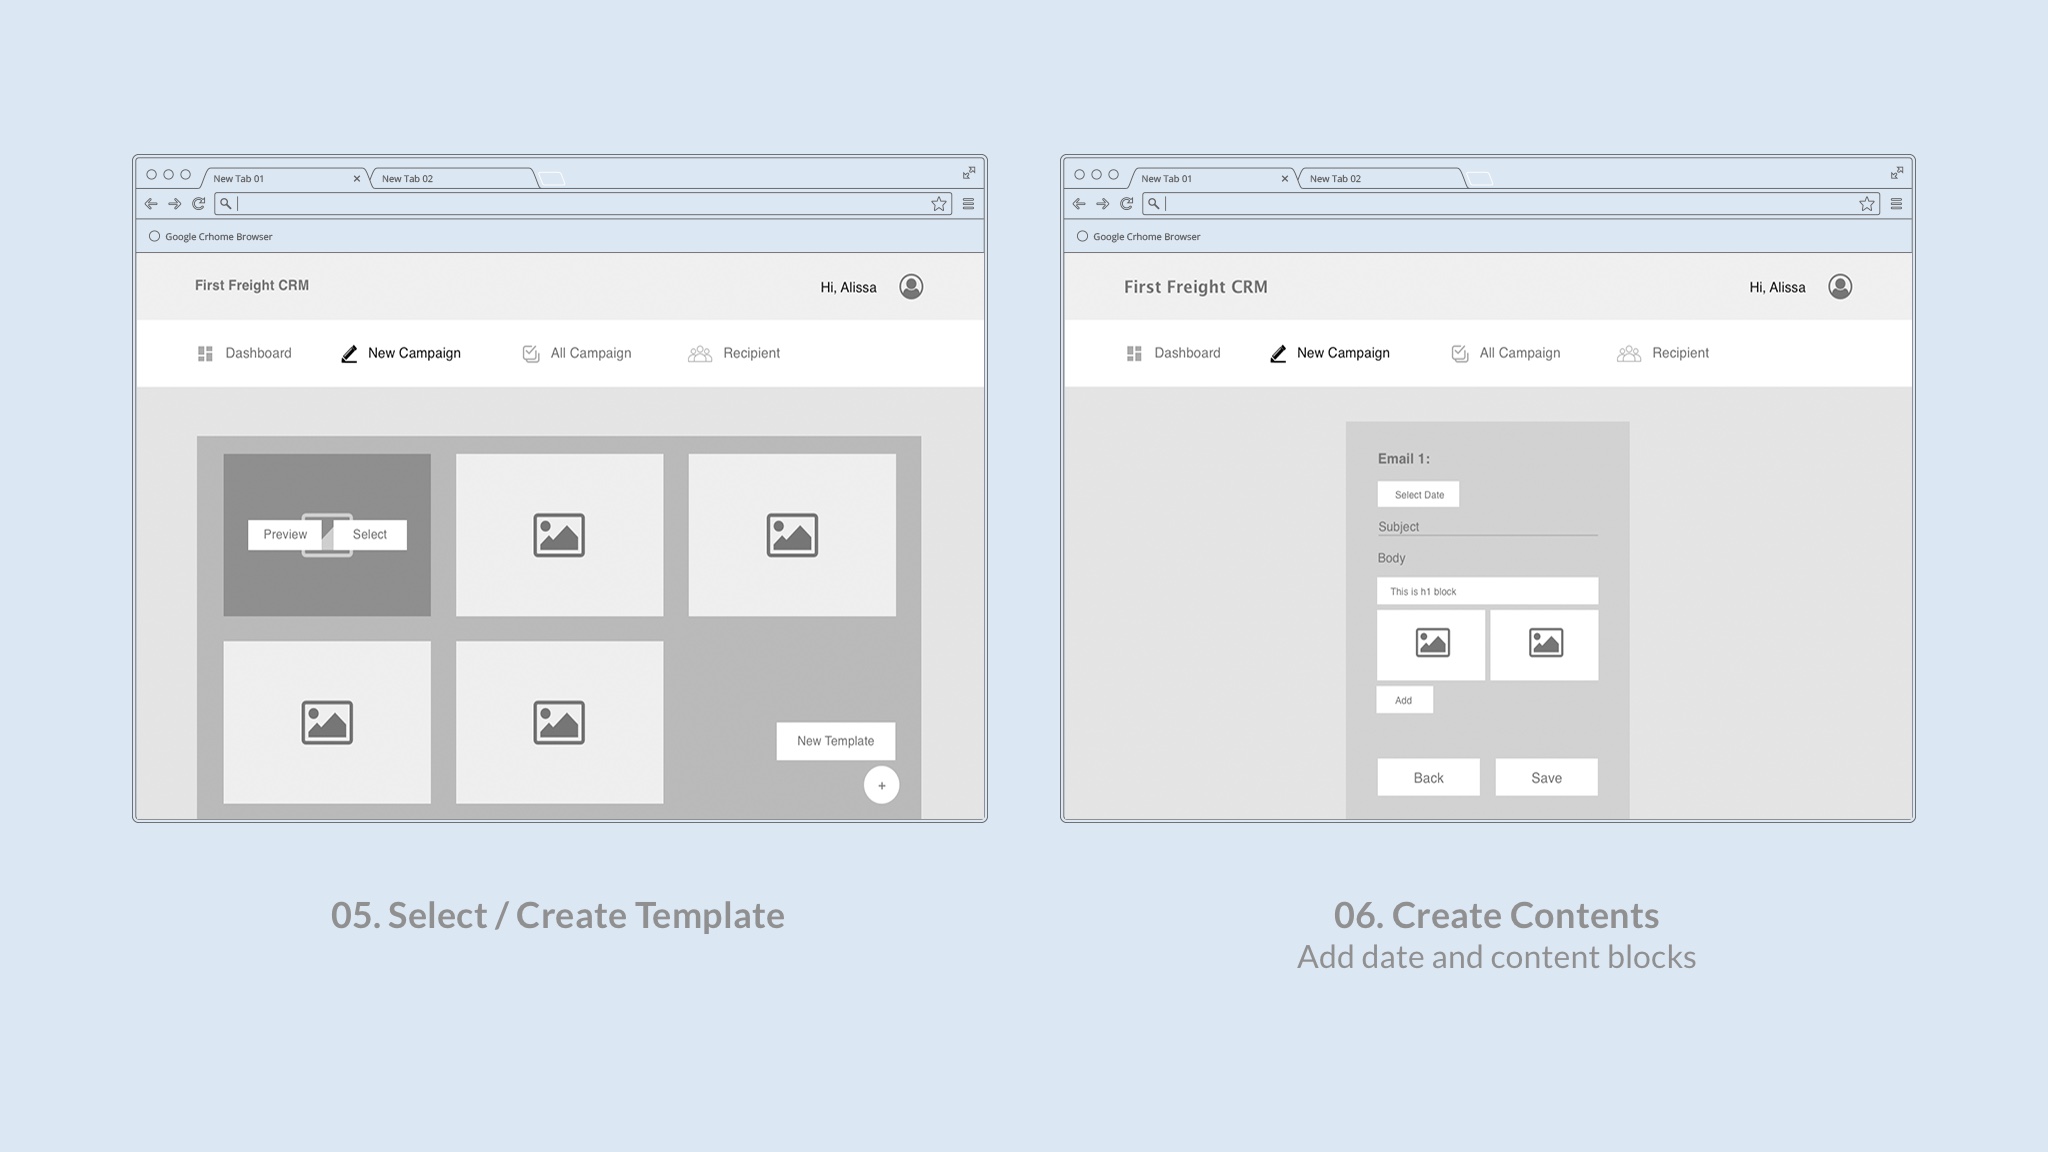 New Tab 01
New Tab 02
Google Crhome Browser
First Freight CRM
Hi, Alissa
Dashboard
New Campaign
All Campaign
Recipient
Preview
Select
New Template
+
05. Select / Create Template
New Tab 01
New Tab 02
Google Crhome Browser
First Freight CRM
Hi, Alissa
Dashboard
New Campaign
All Campaign
Recipient
Email 1:
Select Date
Subject
Body
This is h1 block
Add
Back
Save
06. Create Contents
Add date and content blocks